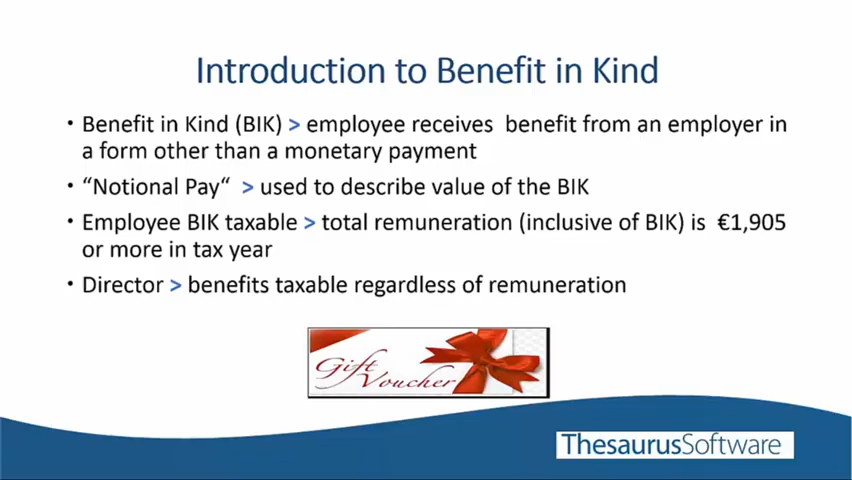 Introduction to Benefit in Kind
• Benefit in Kind (BIK) > employee receives benefit from an employer in
a form other than a monetary payment
• “Notional Pay“ > used to describe value of the BIK
• Employee BIK taxable > total remuneration (inclusive of BIK) is €1,905
or more in tax year
• Director > benefits taxable regardless of remuneration
Gift
Voucher
ThesaurusSoftware